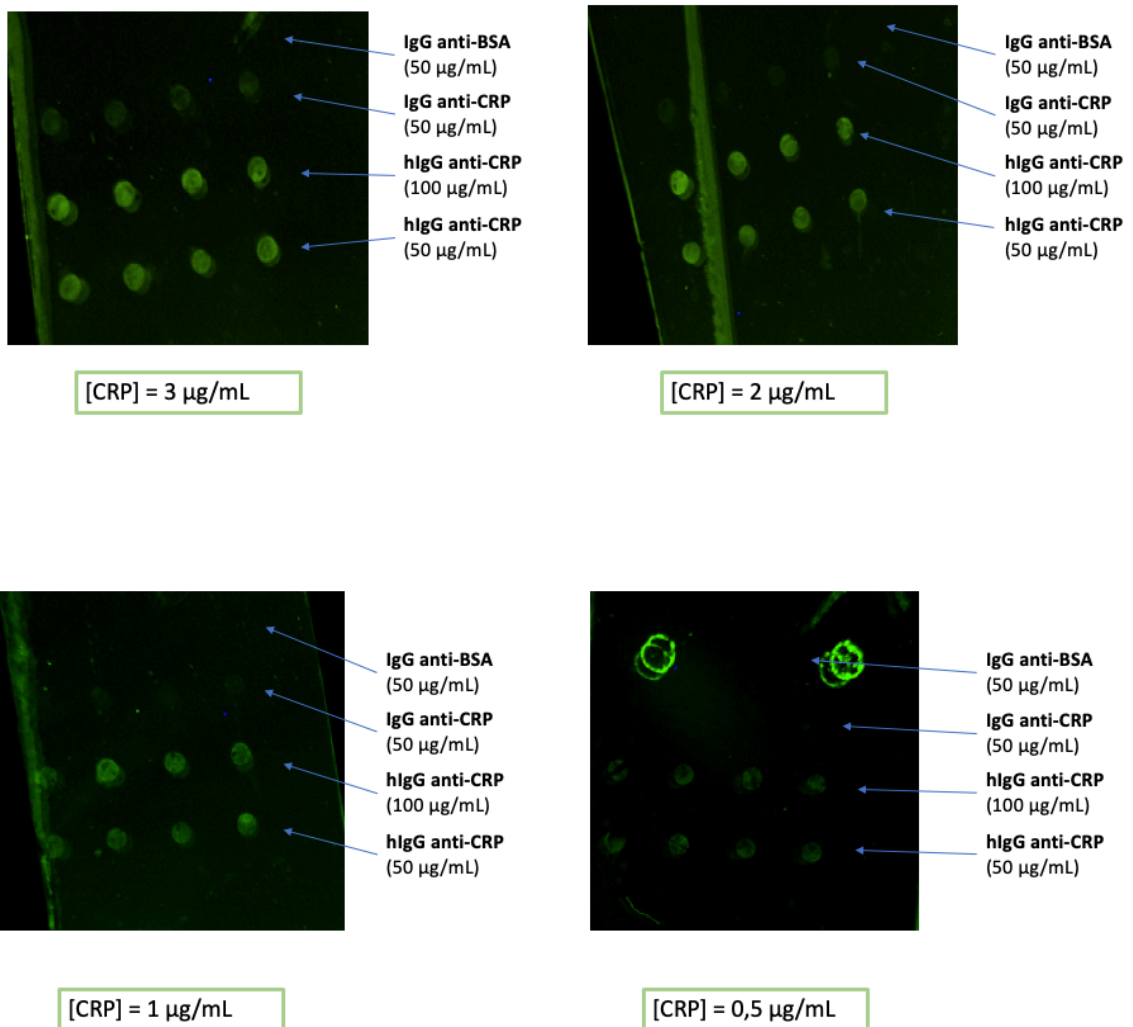 IgG anti-BSA
(50 µg/mL)
IgG anti-CRP
(50 µg/mL)
hIgG anti-CRP
(100 µg/mL)
hIgG anti-CRP
(50 µg/mL)
[CRP] = 3 µg/mL
IgG anti-BSA
(50 µg/mL)
IgG anti-CRP
(50 µg/mL)
hIgG anti-CRP
(100 µg/mL)
hIgG anti-CRP
(50 µg/mL)
[CRP] = 2 µg/mL
IgG anti-BSA
(50 µg/mL)
IgG anti-CRP
(50 µg/mL)
hIgG anti-CRP
(100 µg/mL)
hIgG anti-CRP
(50 µg/mL)
[CRP] = 1 µg/mL
IgG anti-BSA
(50 µg/mL)
IgG anti-CRP
(50 µg/mL)
hIgG anti-CRP
(100 µg/mL)
hIgG anti-CRP
(50 µg/mL)
[CRP] = 0,5 µg/mL